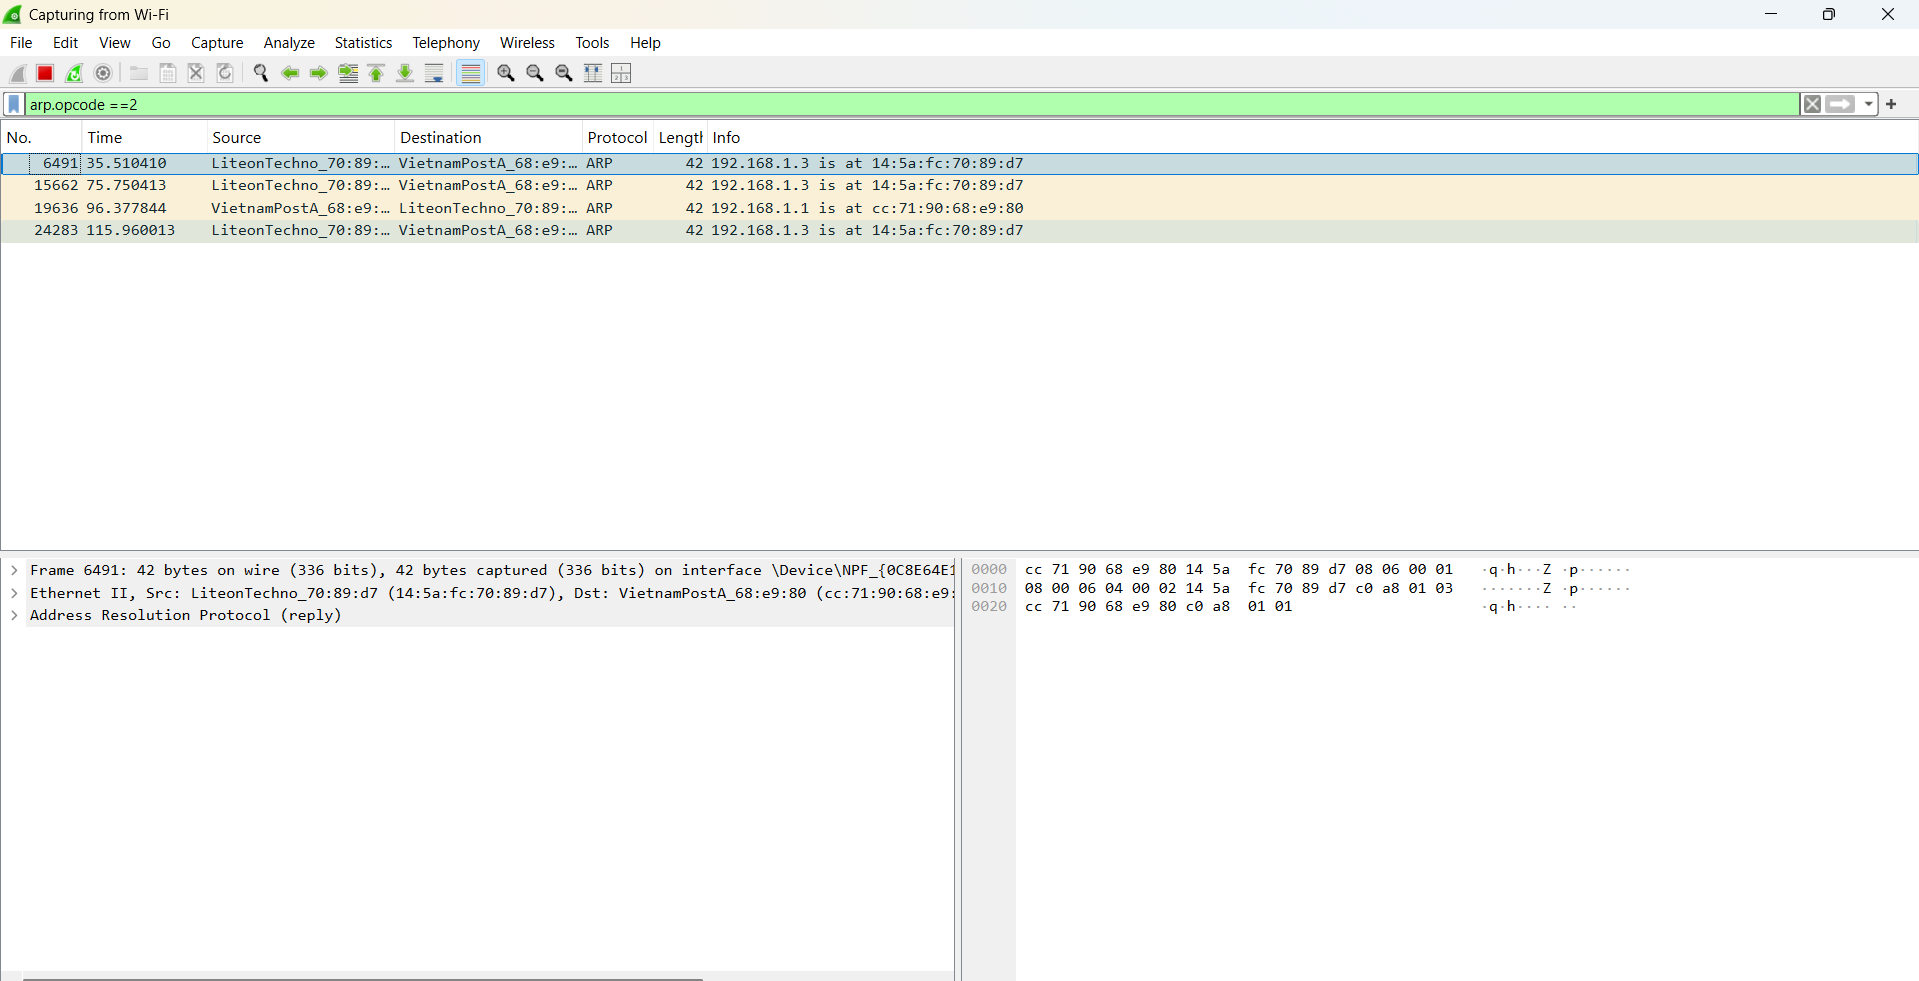 Capturing from Wi-Fi
File Edit View Go Capture Analyze Statistics Telephony Wireless Tools Help
arp.opcode ==2
No. Time Source Destination Protocol Length Info
6491 35.510410 LiteonTechno_70:89:… VietnamPostA_68:e9:… ARP 42 192.168.1.3 is at 14:5a:fc:70:89:d7
15662 75.750413 LiteonTechno_70:89:… VietnamPostA_68:e9:… ARP 42 192.168.1.3 is at 14:5a:fc:70:89:d7
19636 96.377844 VietnamPostA_68:e9:… LiteonTechno_70:89:… ARP 42 192.168.1.1 is at cc:71:90:68:e9:80
24283 115.960013 LiteonTechno_70:89:… VietnamPostA_68:e9:… ARP 42 192.168.1.3 is at 14:5a:fc:70:89:d7
Frame 6491: 42 bytes on wire (336 bits), 42 bytes captured (336 bits) on interface \Device\NPF_{0C8E64E1
Ethernet II, Src: LiteonTechno_70:89:d7 (14:5a:fc:70:89:d7), Dst: VietnamPostA_68:e9:80 (cc:71:90:68:e9:
Address Resolution Protocol (reply)
0000 cc 71 90 68 e9 80 14 5a fc 70 89 d7 08 06 00 01 ·q·h···Z ·p······
0010 08 00 06 04 00 02 14 5a fc 70 89 d7 c0 a8 01 03 ·······Z ·p······
0020 cc 71 90 68 e9 80 c0 a8 01 01 ·q·h···· ··